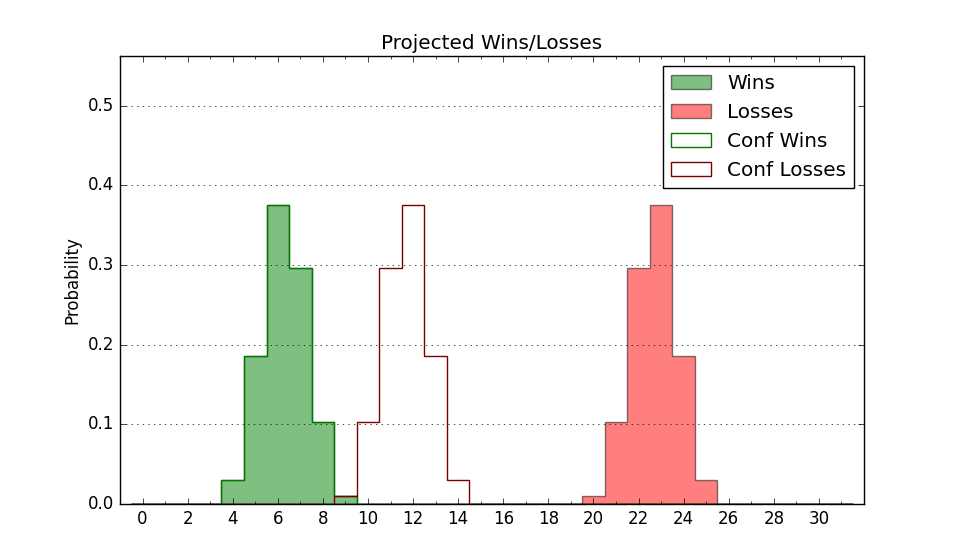 Projected Wins/Losses
Wins
Losses
Conf Wins
Conf Losses
Probability
0.5
0.4
0.3
0.2
0.1
0.0
0 2 4 6 8 10 12 14 16 18 20 22 24 26 28 30